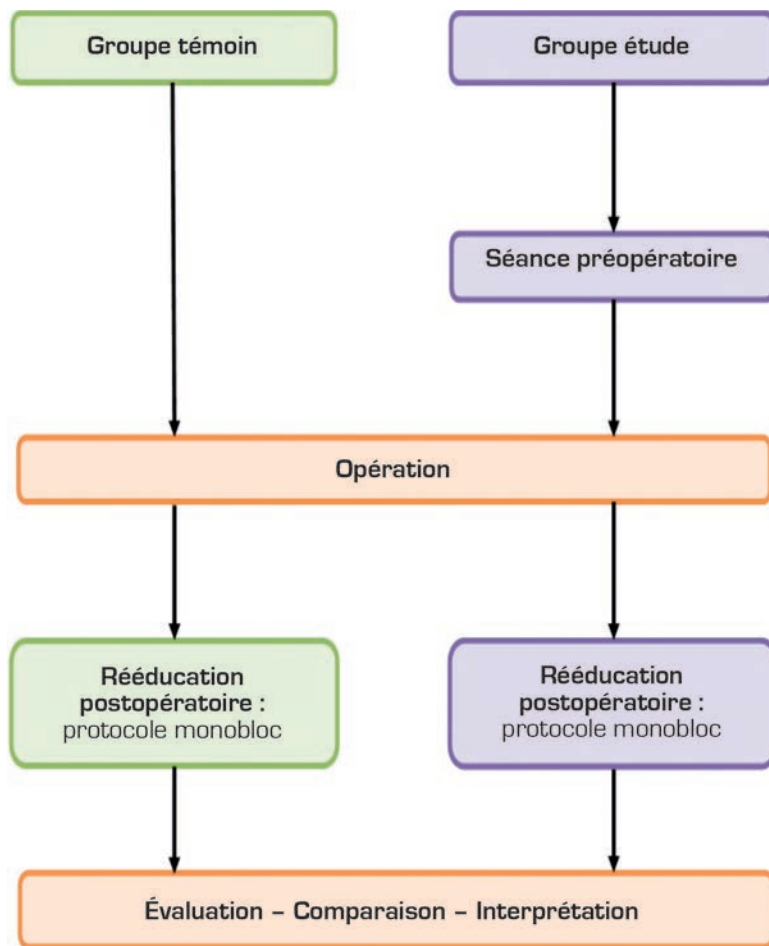 Groupe témoin
Groupe étude
Séance préopératoire
Opération
Rééducation
postopératoire :
protocole monobloc
Rééducation
postopératoire :
protocole monobloc
Évaluation – Comparaison – Interprétation